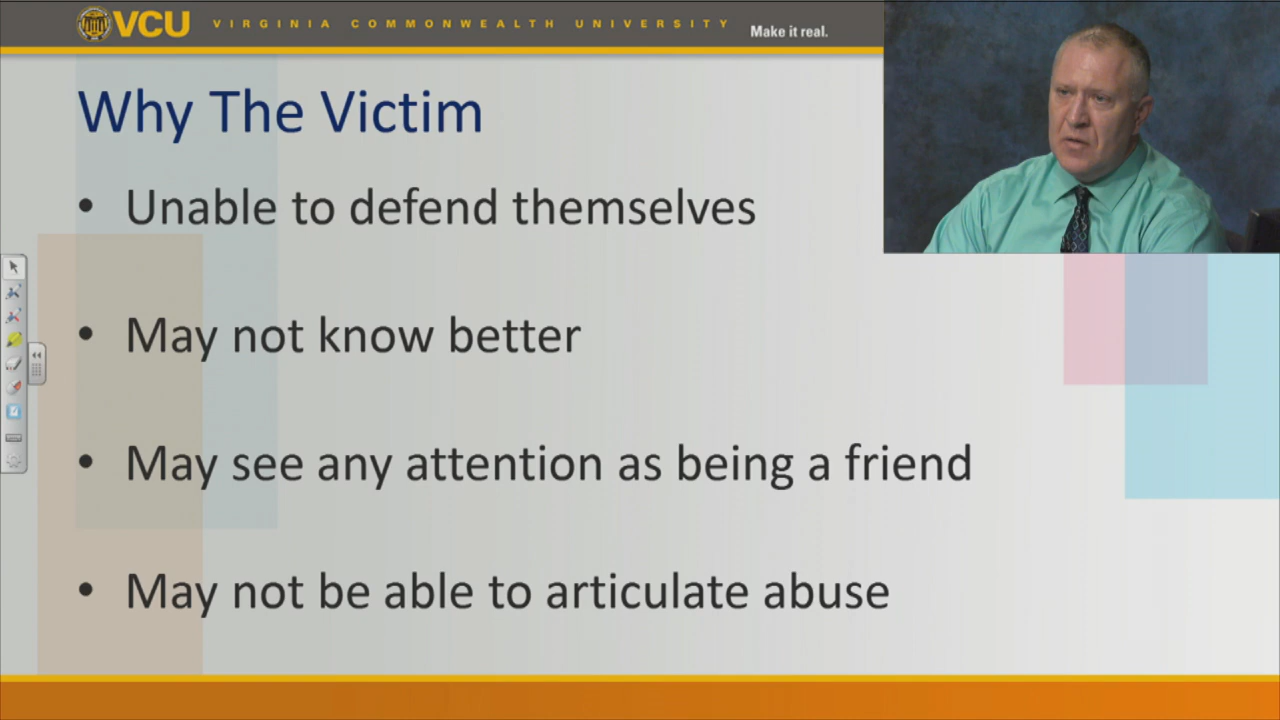 VCU VIRGINIA COMMONWEALTH UNIVERSITY Make it real.
Why The Victim
• Unable to defend themselves
• May not know better
• May see any attention as being a friend
• May not be able to articulate abuse